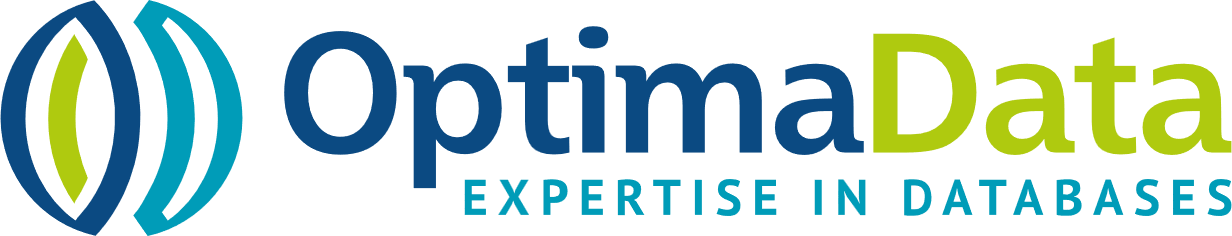 OptimaData
EXPERTISE IN DATABASES